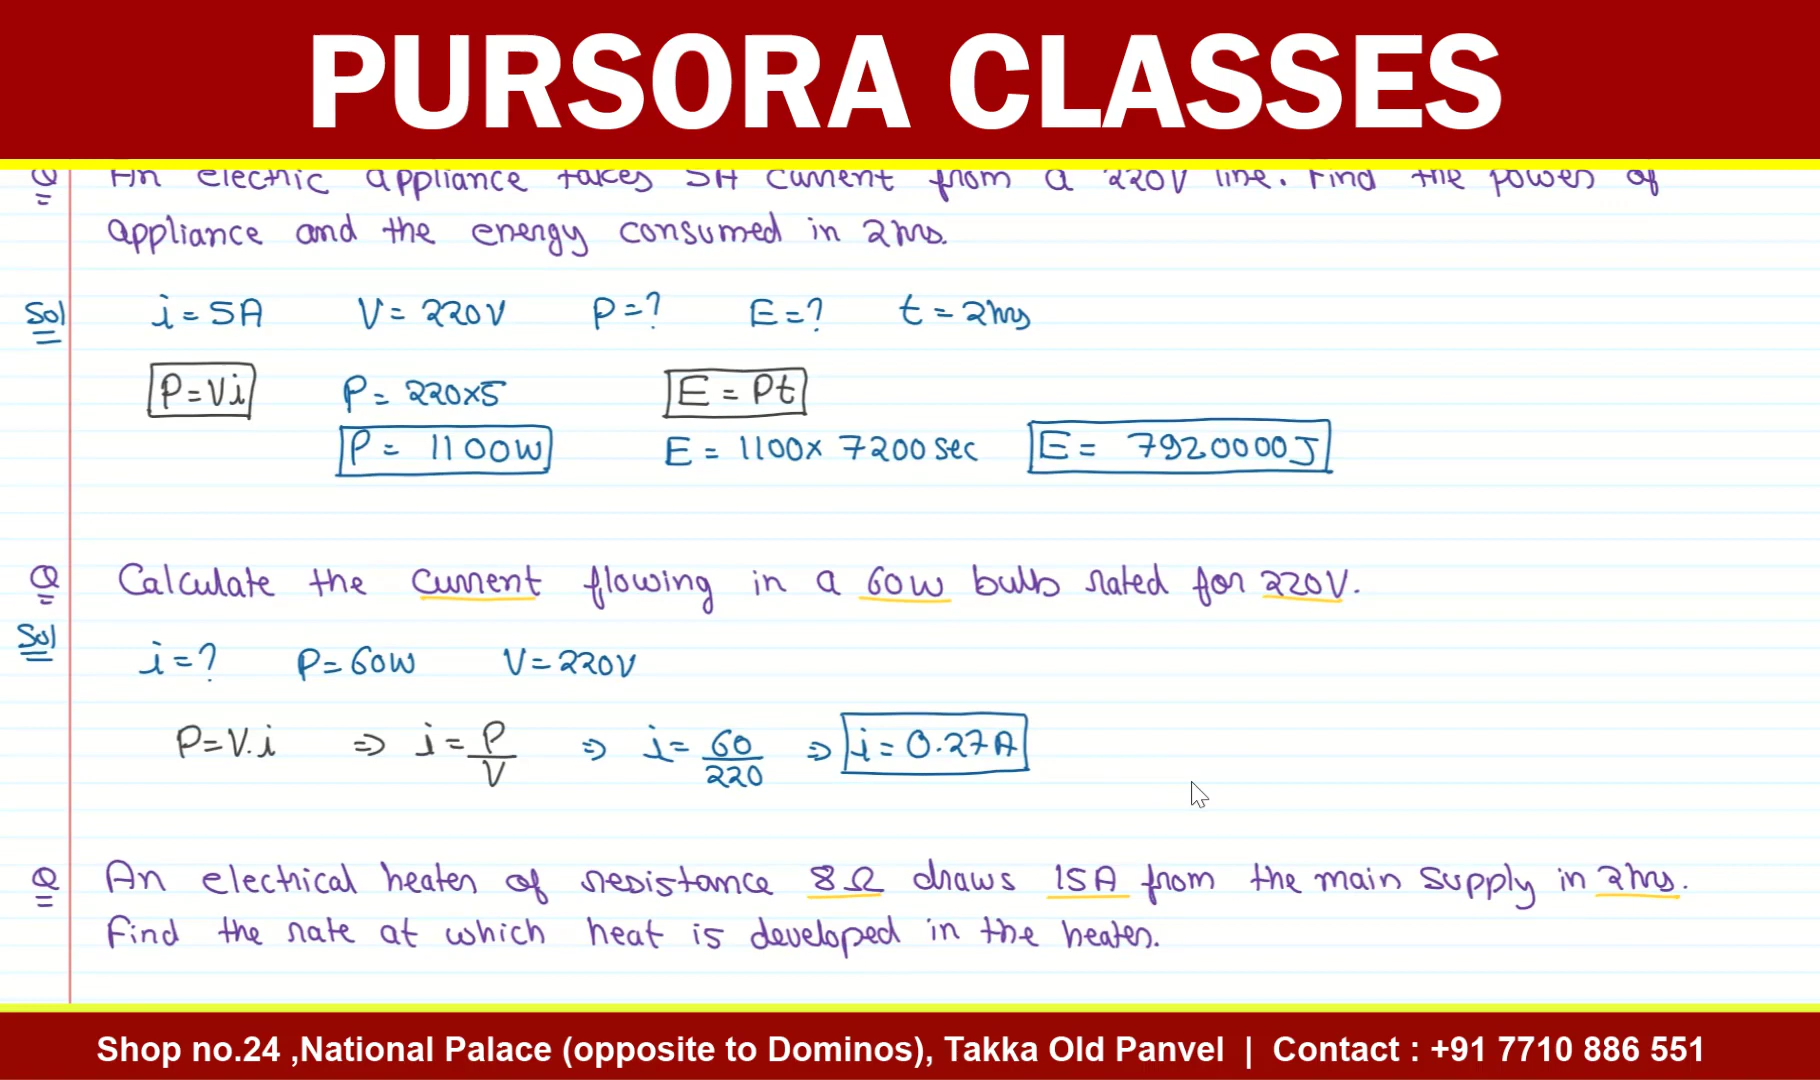 PURSORA CLASSES
Q An electric appliance takes 5A current from a 220V line. Find the power of
appliance and the energy consumed in 2hrs.
Sol i = 5A V = 220V P = ? E = ? t = 2hrs
P = Vi P = 220x5 E = Pt
P = 1100W E = 1100x 7200 sec E = 7920000J
Q Calculate the current flowing in a 60W bulb rated for 220V.
Sol
i = ? P = 60W V = 220V
P = V.i ⇒ i = P/V ⇒ i = 60/220 ⇒ i = 0.27A
Q An electrical heater of resistance 8Ω draws 15A from the main supply in 2hrs.
Find the rate at which heat is developed in the heater.
Shop no.24 ,National Palace (opposite to Dominos), Takka Old Panvel | Contact : +91 7710 886 551